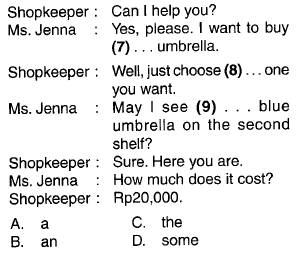 Shopkeeper : Can I help you?
Ms. Jenna : Yes, please. I want to buy
(7) . . . umbrella.
Shopkeeper : Well, just choose (8) . . . one
you want.
Ms. Jenna : May I see (9) . . . blue
umbrella on the second
shelf?
Shopkeeper : Sure. Here you are.
Ms. Jenna : How much does it cost?
Shopkeeper : Rp20,000.
A. a C. the
B. an D. some